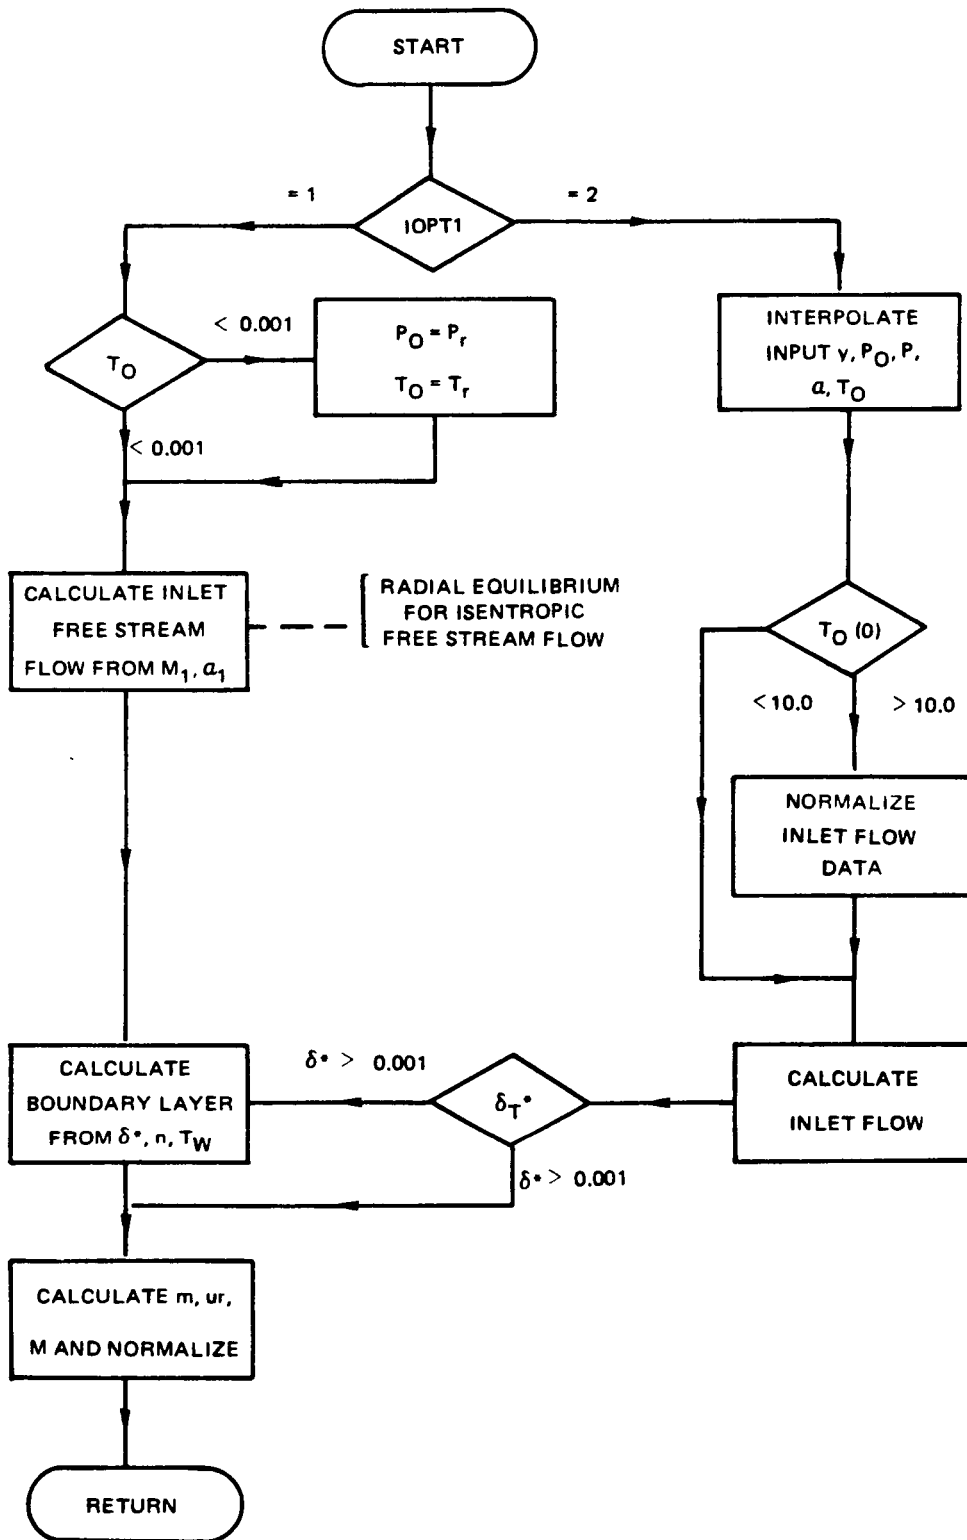 START
= 1
IOPT1
= 2
T_O
< 0.001
P_O = P_r
T_O = T_r
< 0.001
INTERPOLATE
INPUT y, P_O, P,
α, T_O
CALCULATE INLET
FREE STREAM
FLOW FROM M_1, α_1
RADIAL EQUILIBRIUM
FOR ISENTROPIC
FREE STREAM FLOW
T_O (0)
< 10.0
> 10.0
NORMALIZE
INLET FLOW
DATA
CALCULATE
BOUNDARY LAYER
FROM δ*, n, T_W
δ* > 0.001
δ_T*
δ* > 0.001
CALCULATE
INLET FLOW
CALCULATE m, ur,
M AND NORMALIZE
RETURN